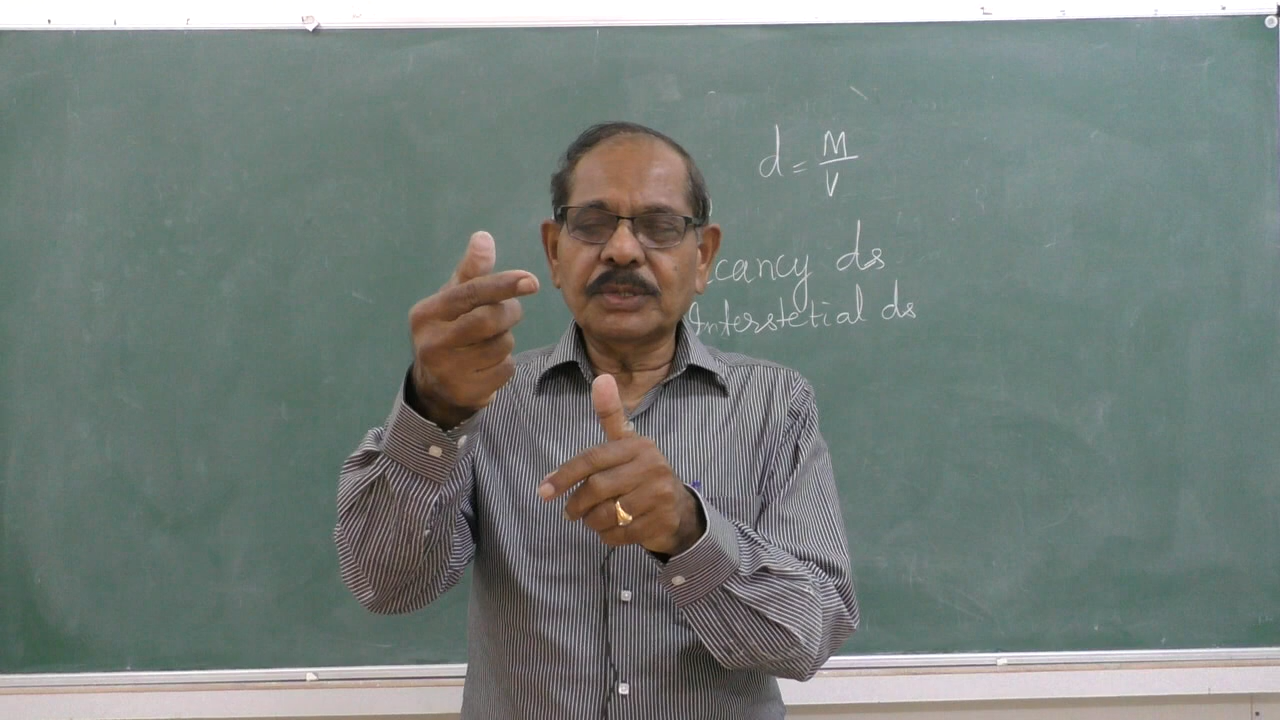 d = M/V
cancy ds
Interstetial ds